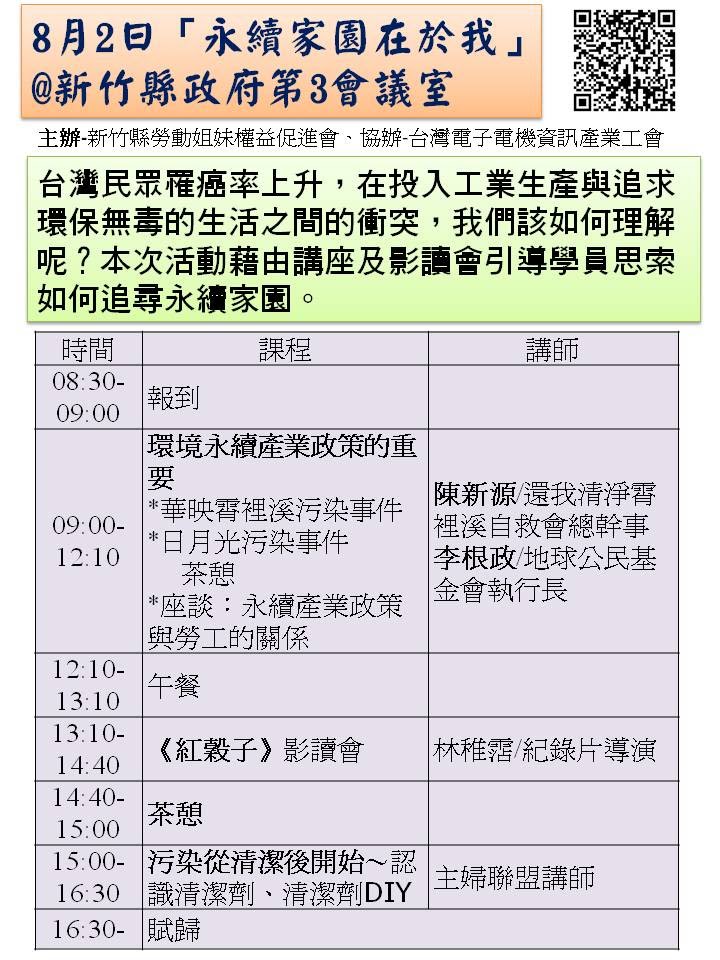 8月2日「永續家園在於我」
@新竹縣政府第3會議室
主辦-新竹縣勞動姐妹權益促進會、協辦-台灣電子電機資訊產業工會
台灣民眾罹癌率上升，在投入工業生產與追求
環保無毒的生活之間的衝突，我們該如何理解
呢？本次活動藉由講座及影讀會引導學員思索
如何追尋永續家園。
時間 課程 講師
08:30-
09:00
報到
09:00-
12:10
環境永續產業政策的重
要
*華映霄裡溪污染事件
*日月光污染事件
茶憩
*座談：永續產業政策
與勞工的關係
陳新源/還我清淨霄
裡溪自救會總幹事
李根政/地球公民基
金會執行長
12:10-
13:10
午餐
13:10-
14:40
《紅穀子》影讀會
林稚霑/紀錄片導演
14:40-
15:00
茶憩
15:00-
16:30
污染從清潔後開始～認
識清潔劑、清潔劑DIY
主婦聯盟講師
16:30- 賦歸